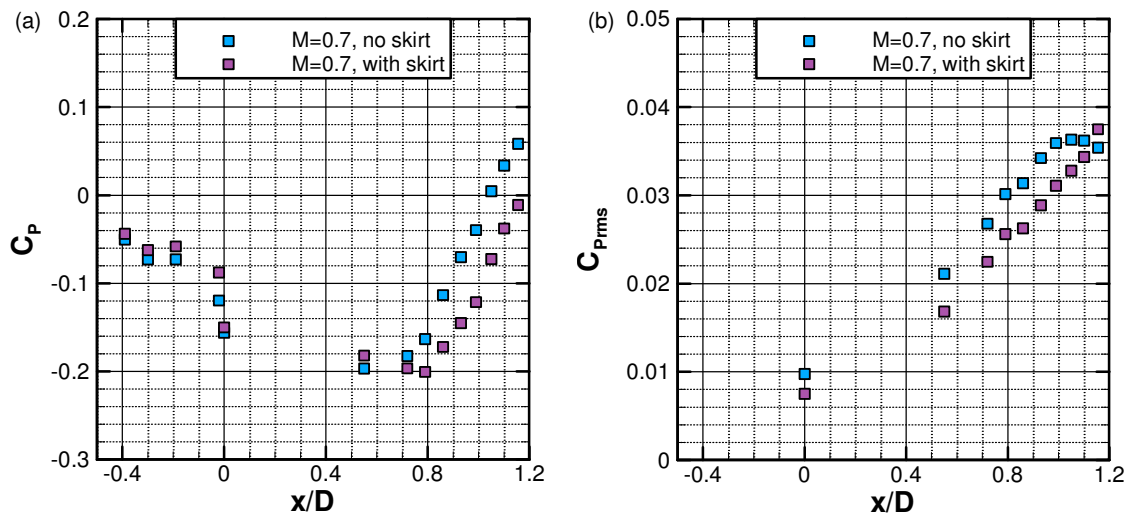 (a)
0.2
0.1
0
-0.1
-0.2
-0.3
C_P
M=0.7, no skirt
M=0.7, with skirt
-0.4 0 0.4 0.8 1.2
x/D
(b)
0.05
0.04
0.03
0.02
0.01
0
C_Prms
M=0.7, no skirt
M=0.7, with skirt
-0.4 0 0.4 0.8 1.2
x/D